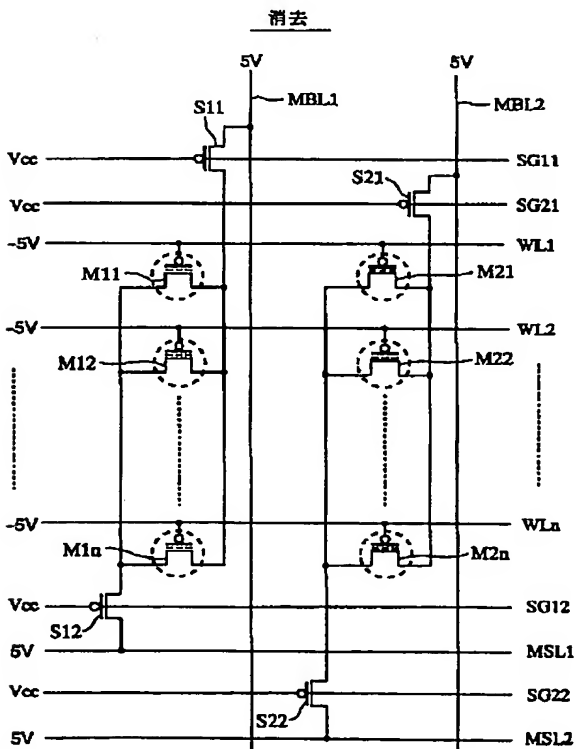 消去
5V 5V
MBL1 MBL2
S11
Vcc SG11
S21
Vcc SG21
-5V WL1
M11 M21
-5V WL2
M12 M22
-5V WLn
M1n M2n
Vcc SG12
S12
5V MSL1
Vcc SG22
S22
5V MSL2